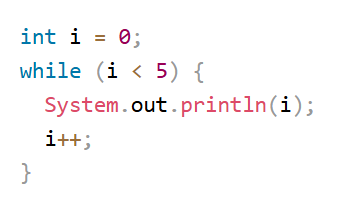 int i = 0;
while (i < 5) {
  System.out.println(i);
  i++;
}